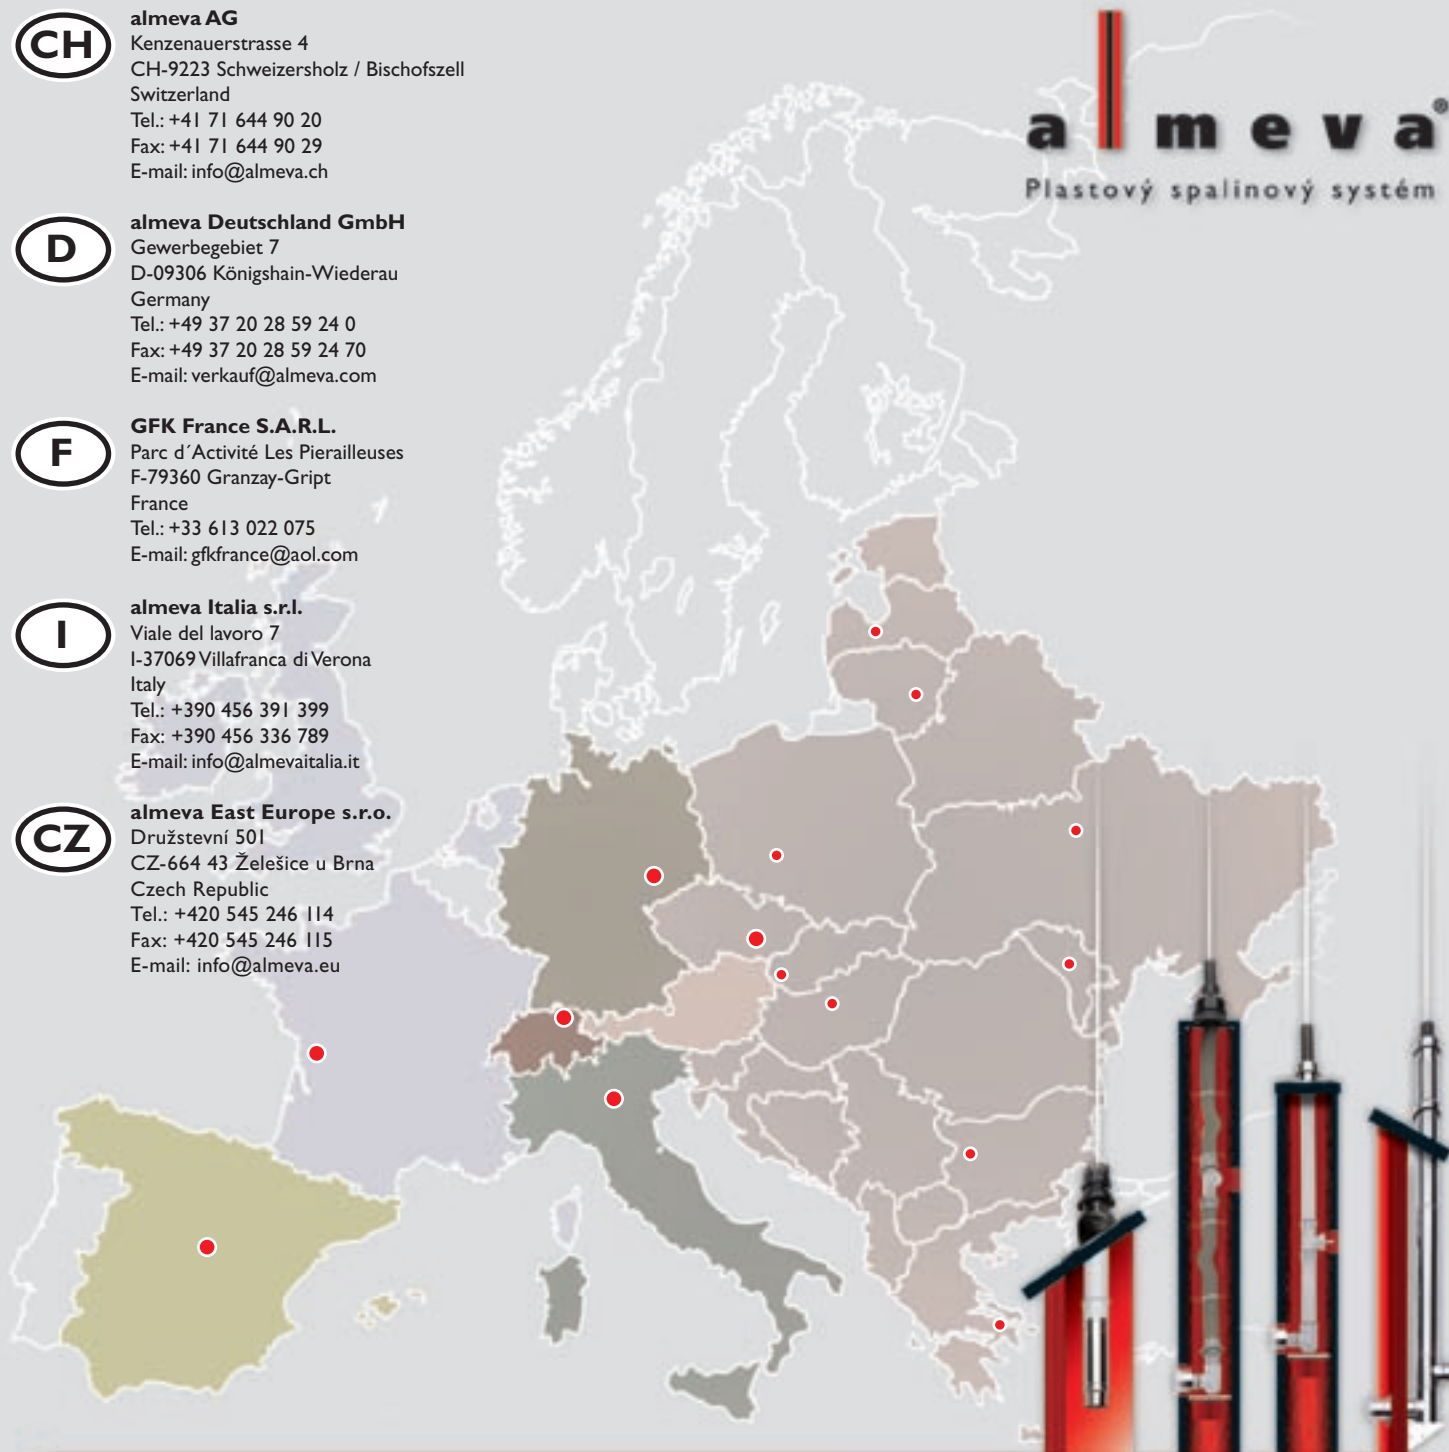 CH
almeva AG
Kenzenauerstrasse 4
CH-9223 Schweizersholz / Bischofszell
Switzerland
Tel.: +41 71 644 90 20
Fax: +41 71 644 90 29
E-mail: info@almeva.ch
D
almeva Deutschland GmbH
Gewerbegebiet 7
D-09306 Königshain-Wiederau
Germany
Tel.: +49 37 20 28 59 24 0
Fax: +49 37 20 28 59 24 70
E-mail: verkauf@almeva.com
F
GFK France S.A.R.L.
Parc d´Activité Les Pierailleuses
F-79360 Granzay-Gript
France
Tel.: +33 613 022 075
E-mail: gfkfrance@aol.com
I
almeva Italia s.r.l.
Viale del lavoro 7
I-37069 Villafranca di Verona
Italy
Tel.: +390 456 391 399
Fax: +390 456 336 789
E-mail: info@almevaitalia.it
CZ
almeva East Europe s.r.o.
Družstevní 501
CZ-664 43 Želešice u Brna
Czech Republic
Tel.: +420 545 246 114
Fax: +420 545 246 115
E-mail: info@almeva.eu
almeva®
Plastový spalinový systém